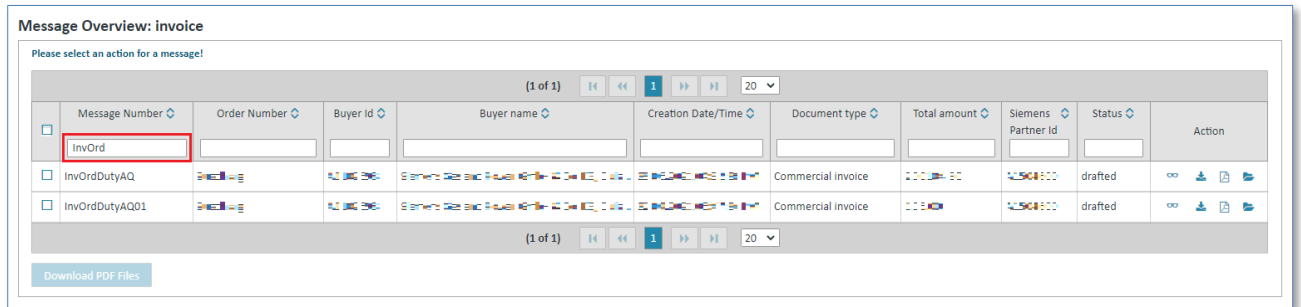 Message Overview: invoice
Please select an action for a message!
(1 of 1) 1 20
Message Number Order Number Buyer Id Buyer name Creation Date/Time Document type Total amount Siemens Partner Id Status Action
InvOrd
InvOrdDutyAQ Commercial invoice drafted
InvOrdDutyAQ01 Commercial invoice drafted
(1 of 1) 1 20
Download PDF Files